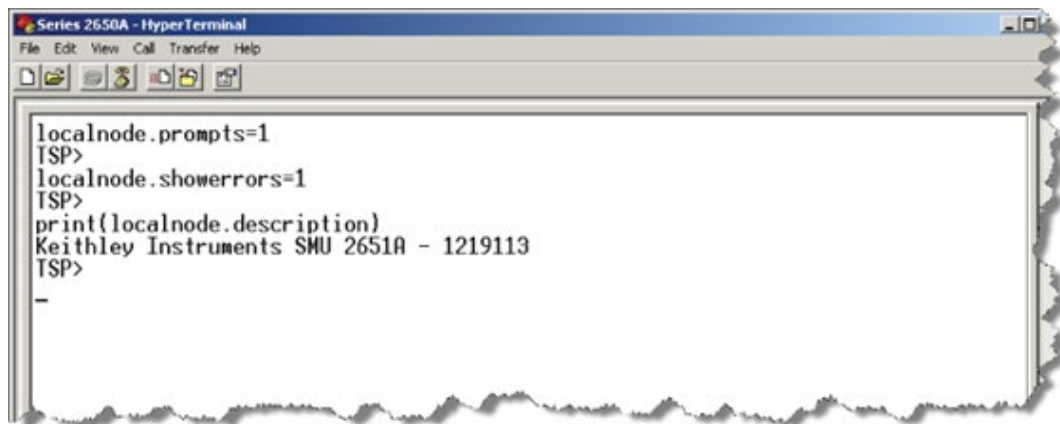 Series 2650A - HyperTerminal
File Edit View Call Transfer Help
localnode.prompts=1
TSP>
localnode.showerrors=1
TSP>
print(localnode.description)
Keithley Instruments SMU 2651A - 1219113
TSP>
_